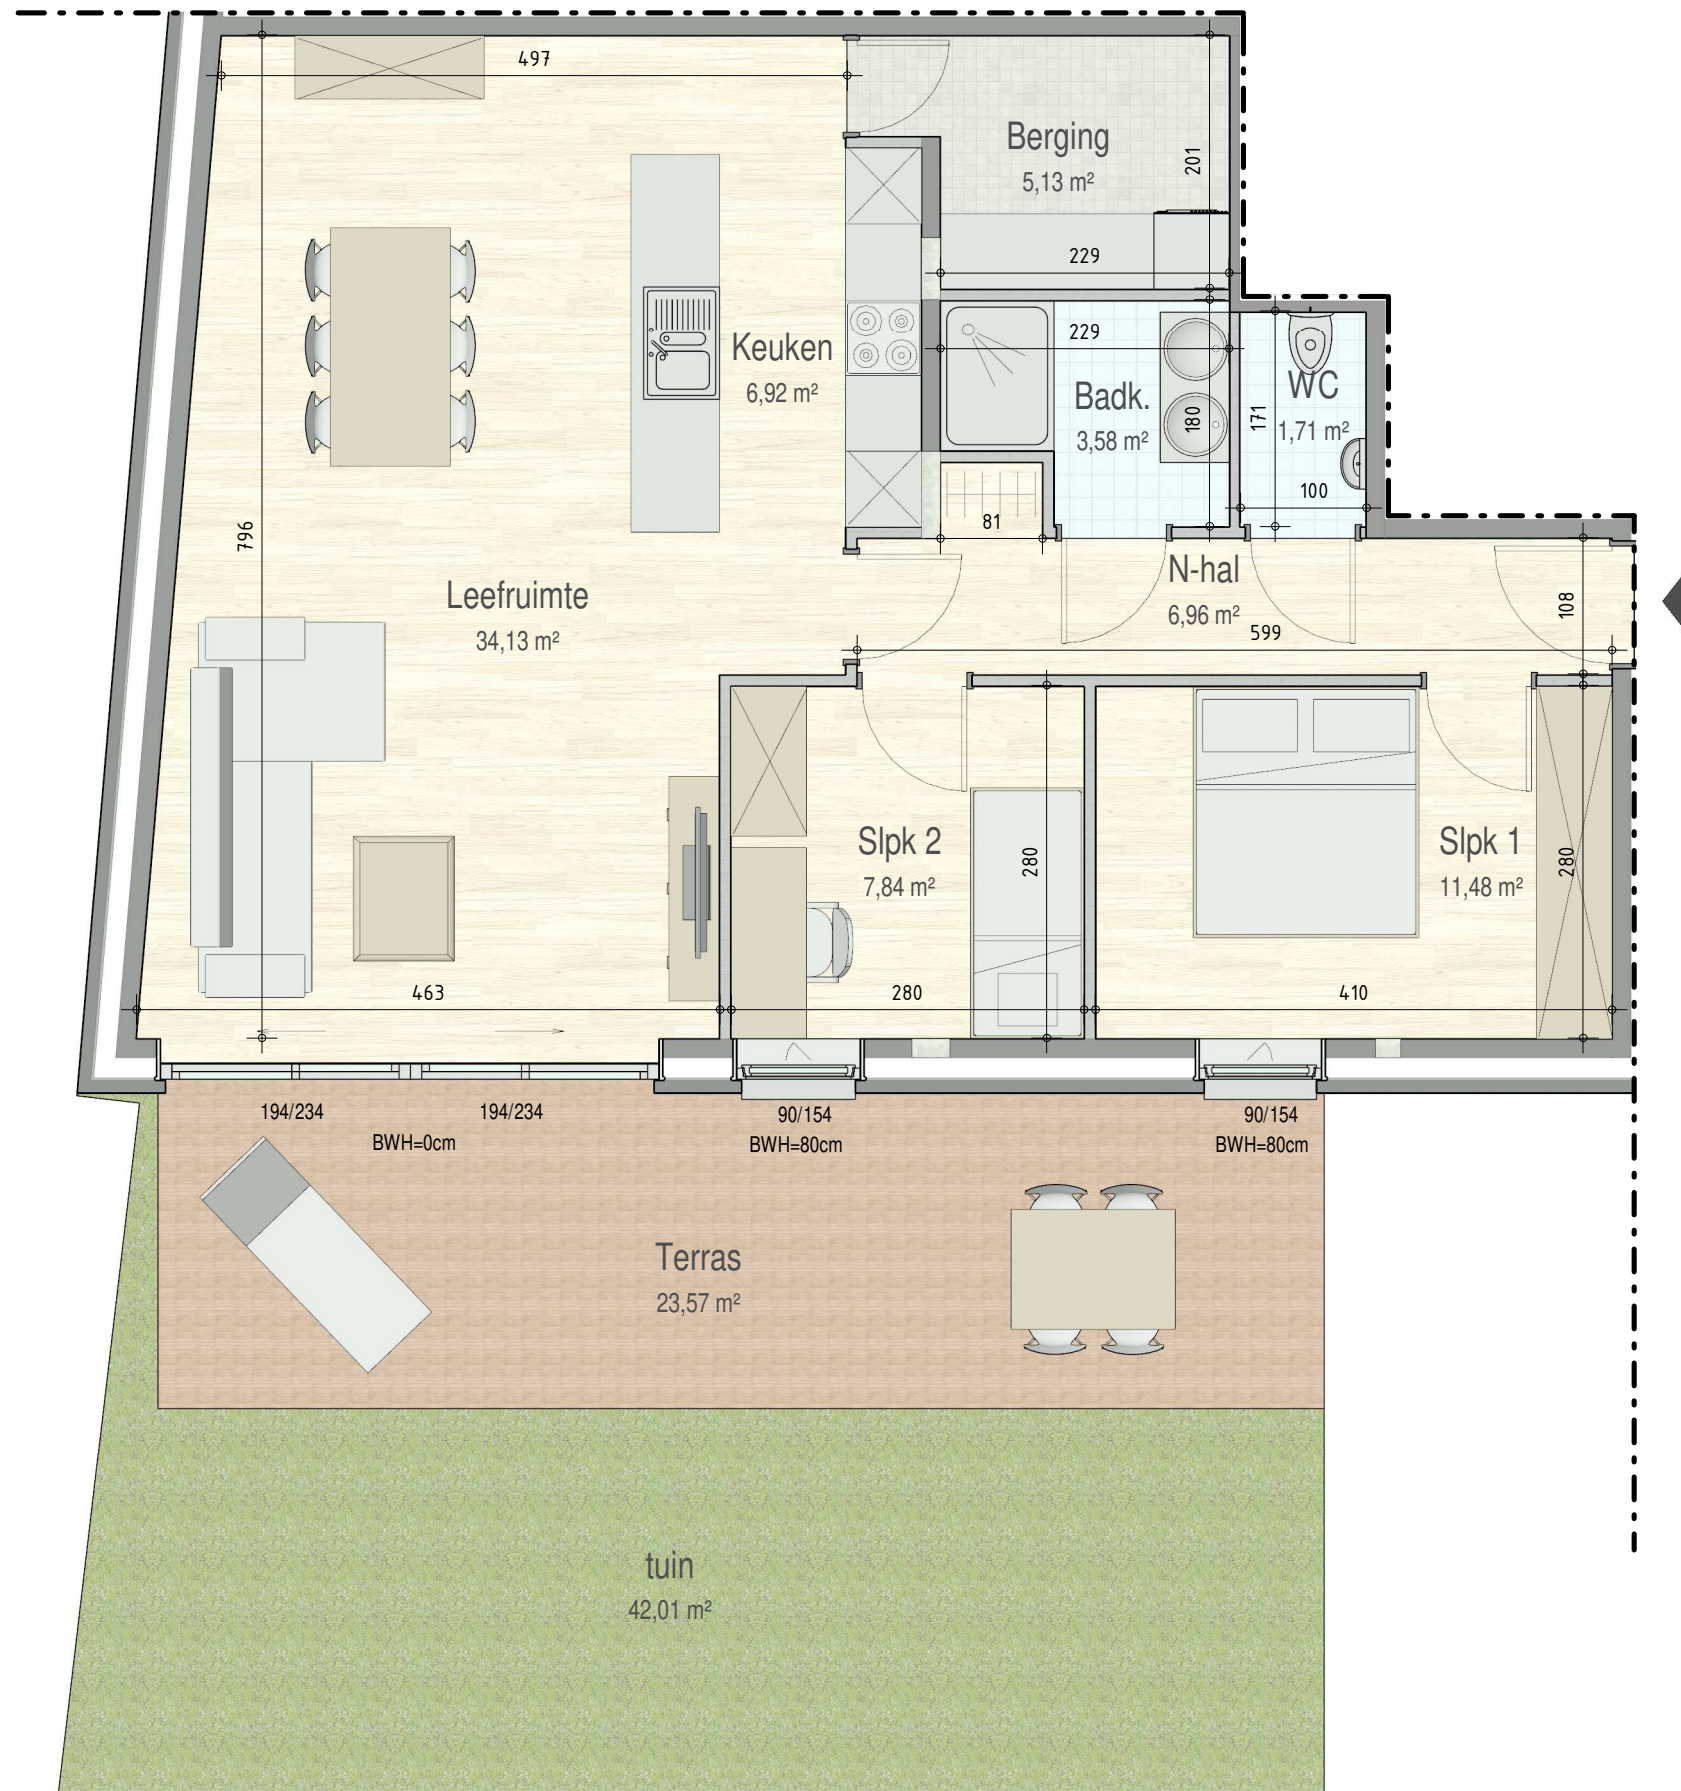 497
Berging
5,13 m²
201
229
Keuken
6,92 m²
229
Badk.
3,58 m²
180
171
WC
1,71 m²
100
81
796
Leefruimte
34,13 m²
N-hal
6,96 m²
599
108
Slpk 2
7,84 m²
280
Slpk 1
11,48 m²
280
463
280
410
194/234
194/234
BWH=0cm
90/154
BWH=80cm
90/154
BWH=80cm
Terras
23,57 m²
tuin
42,01 m²